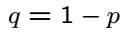 q = 1 − p